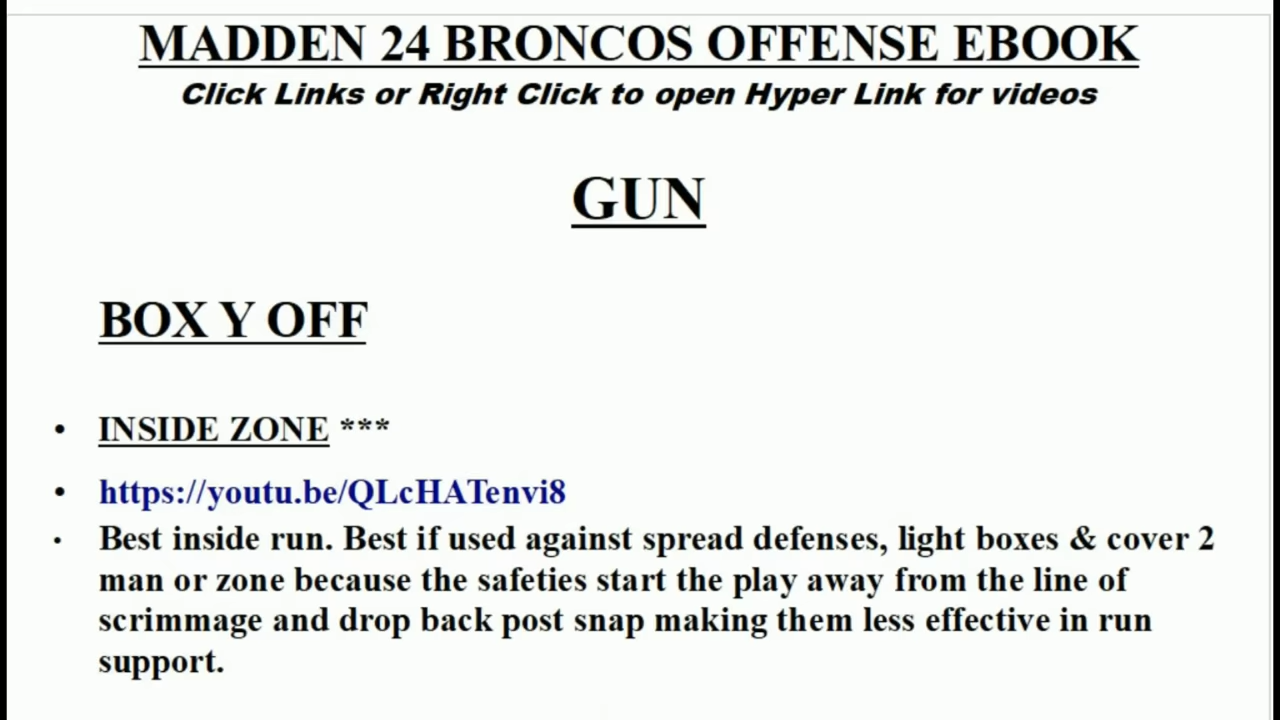 MADDEN 24 BRONCOS OFFENSE EBOOK
Click Links or Right Click to open Hyper Link for videos
GUN
BOX Y OFF
• INSIDE ZONE ***
• https://youtu.be/QLcHATenvi8
• Best inside run. Best if used against spread defenses, light boxes & cover 2
man or zone because the safeties start the play away from the line of
scrimmage and drop back post snap making them less effective in run
support.